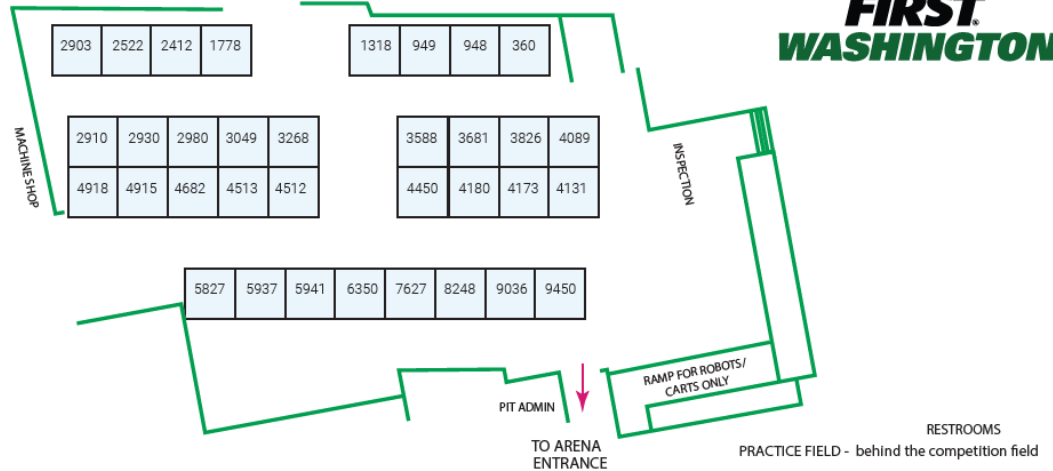 FIRST®
WASHINGTON
2903 2522 2412 1778
1318 949 948 360
MACHINE SHOP
2910 2930 2980 3049 3268
3588 3681 3826 4089
INSPECTION
4918 4915 4682 4513 4512
4450 4180 4173 4131
5827 5937 5941 6350 7627 8248 9036 9450
RAMP FOR ROBOTS/
CARTS ONLY
PIT ADMIN
TO ARENA
ENTRANCE
RESTROOMS
PRACTICE FIELD - behind the competition field